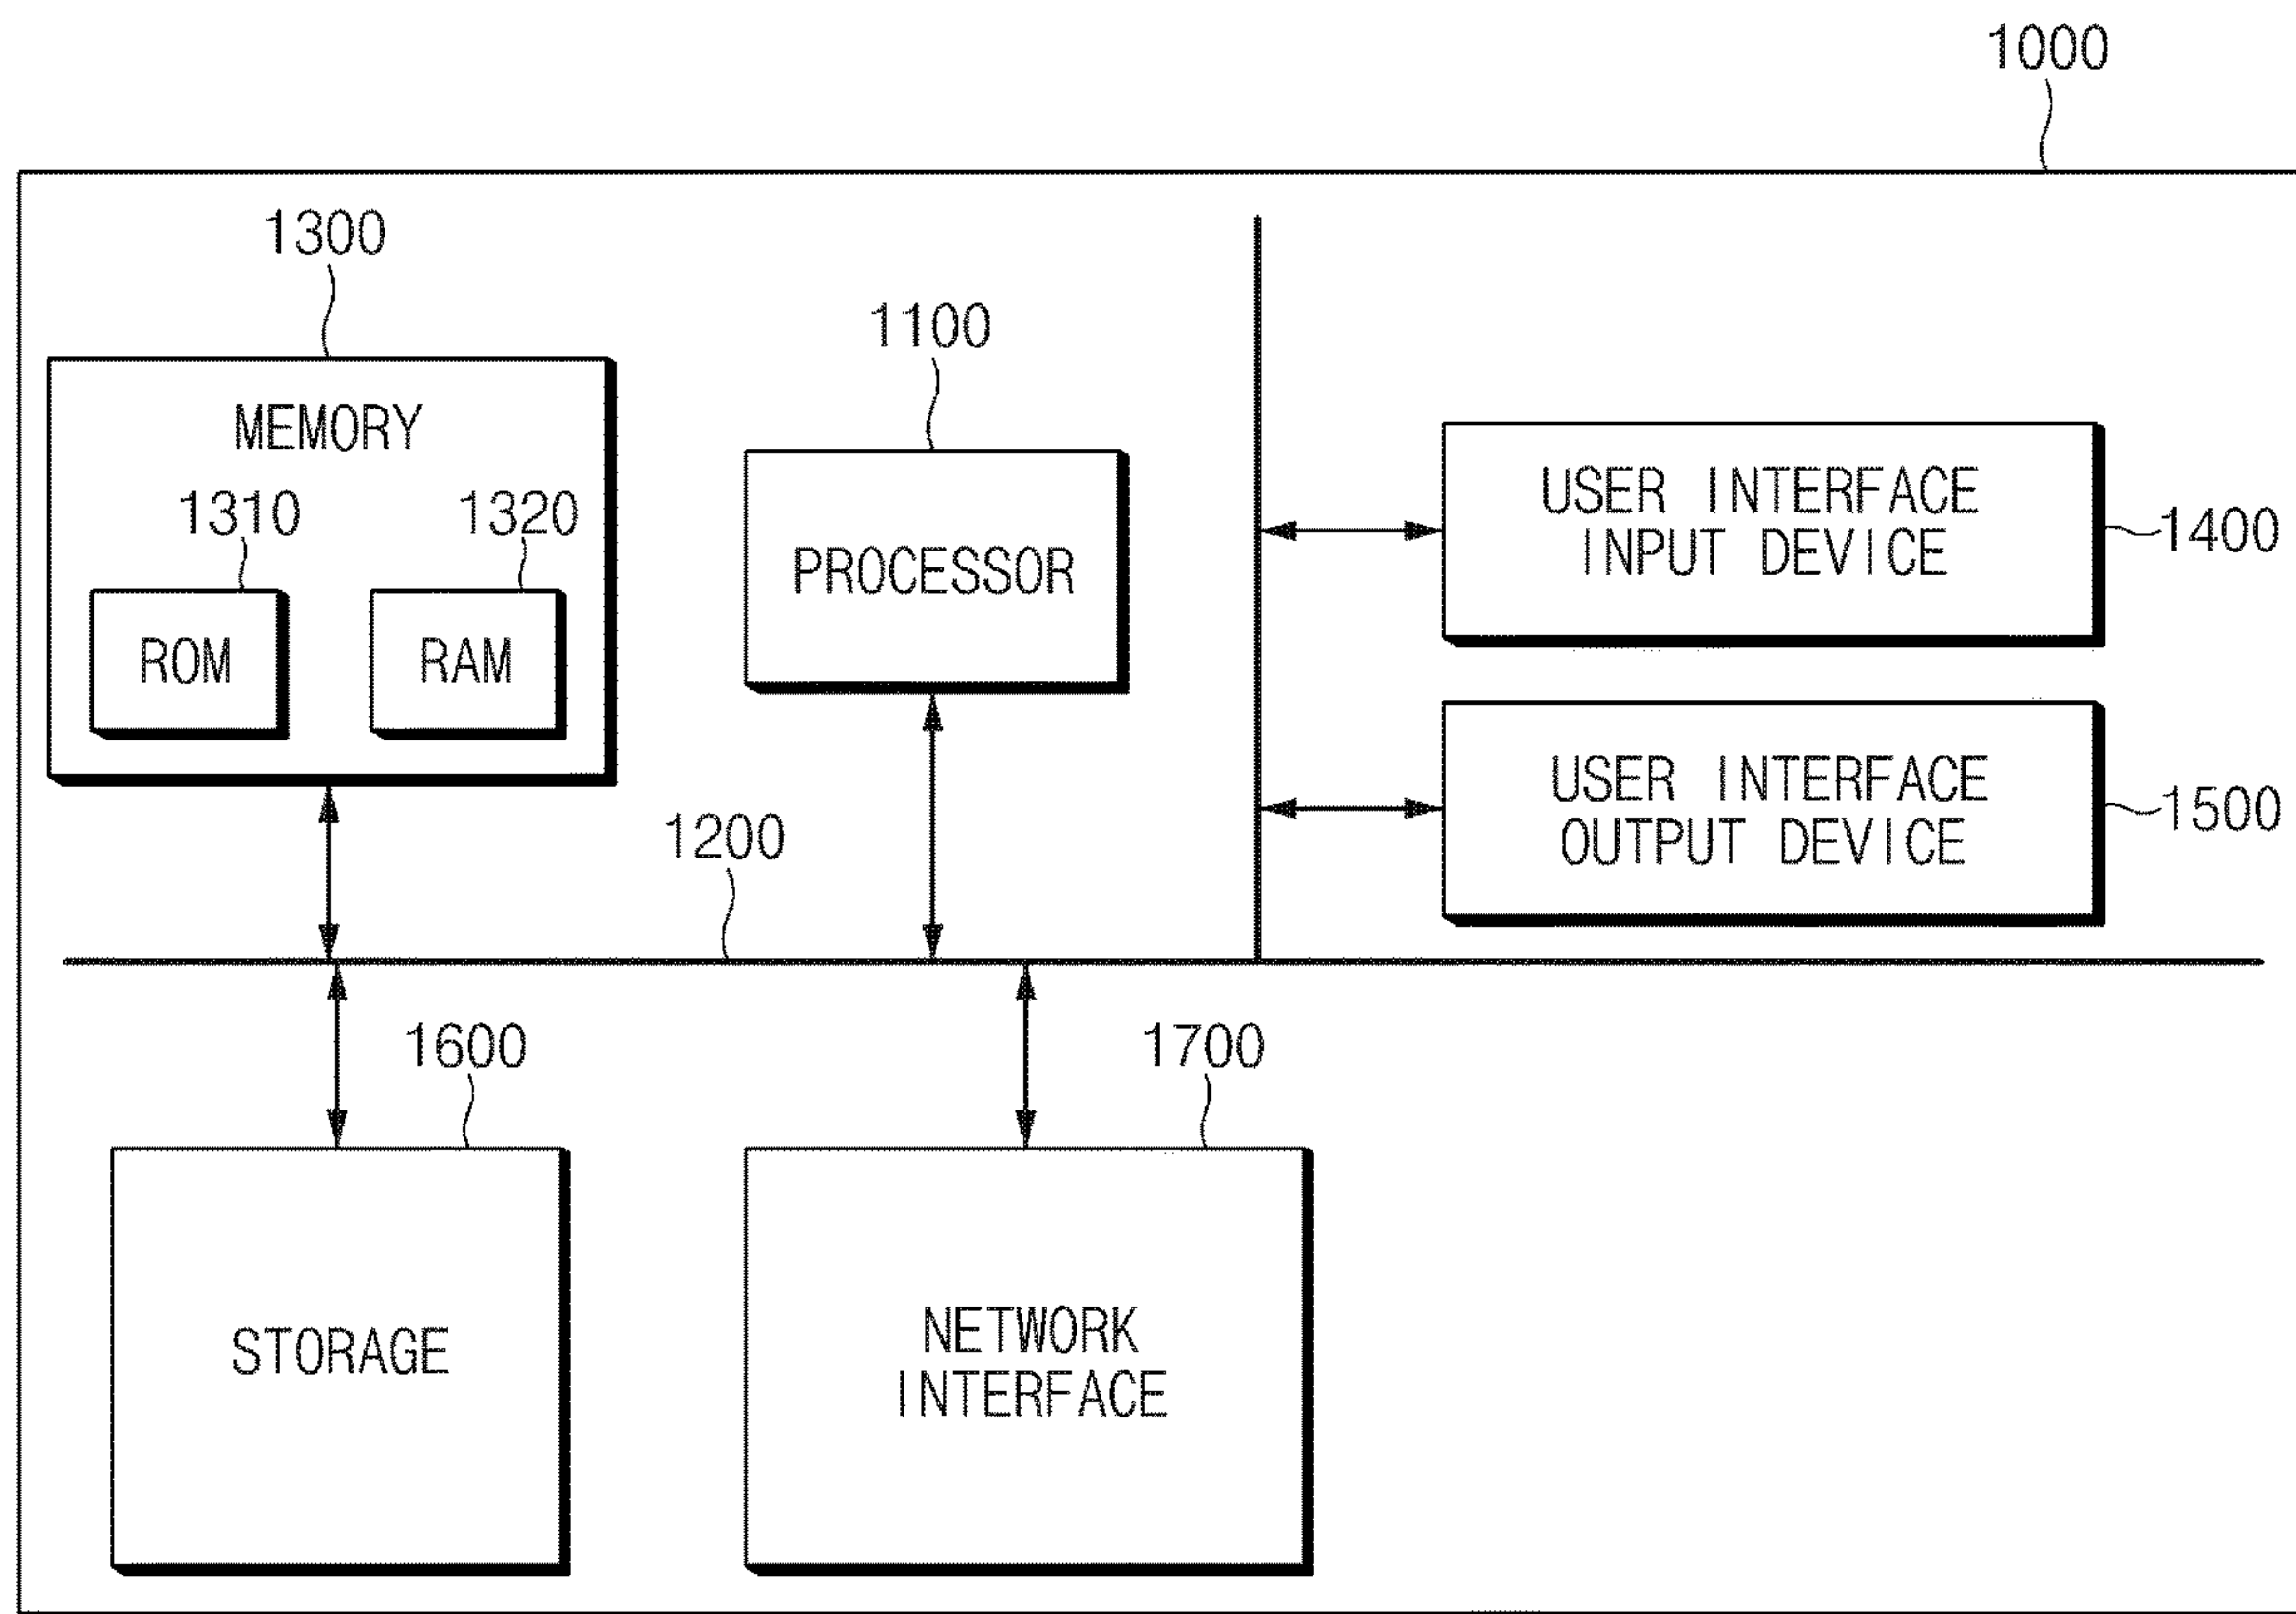 1000
1300
MEMORY
1310
1320
ROM
RAM
1100
PROCESSOR
USER INTERFACE
INPUT DEVICE
1400
USER INTERFACE
OUTPUT DEVICE
1500
1200
1600
STORAGE
1700
NETWORK
INTERFACE